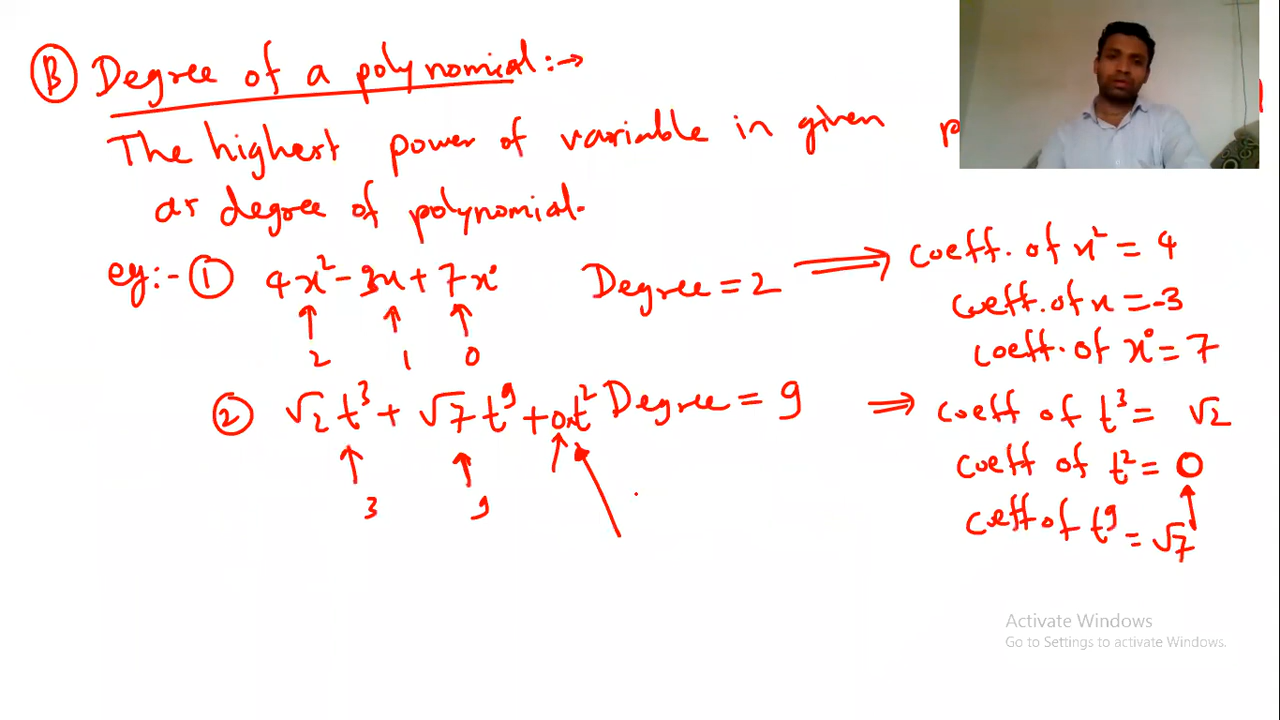 B Degree of a polynomial :→
The highest power of variable in given
as degree of polynomial.
eg:- ① 4x² - 3x + 7x⁰ Degree = 2 ⟹ coeff. of x² = 4
2 1 0 coeff. of x = -3
coeff. of x⁰ = 7
② √2 t³ + √7 t⁹ + 0×t² Degree = 9 ⟹ coeff of t³ = √2
3 9 coeff of t² = 0
coeff of t⁹ = √7
Activate Windows
Go to Settings to activate Windows.